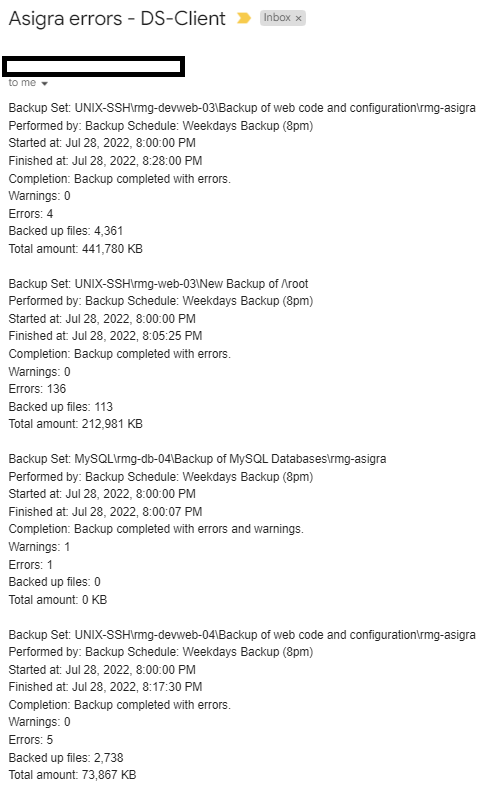 Asigra errors - DS-Client
Inbox ×
to me
Backup Set: UNIX-SSH\rmg-devweb-03\Backup of web code and configuration\rmg-asigra
Performed by: Backup Schedule: Weekdays Backup (8pm)
Started at: Jul 28, 2022, 8:00:00 PM
Finished at: Jul 28, 2022, 8:28:00 PM
Completion: Backup completed with errors.
Warnings: 0
Errors: 4
Backed up files: 4,361
Total amount: 441,780 KB
Backup Set: UNIX-SSH\rmg-web-03\New Backup of /\root
Performed by: Backup Schedule: Weekdays Backup (8pm)
Started at: Jul 28, 2022, 8:00:00 PM
Finished at: Jul 28, 2022, 8:05:25 PM
Completion: Backup completed with errors.
Warnings: 0
Errors: 136
Backed up files: 113
Total amount: 212,981 KB
Backup Set: MySQL\rmg-db-04\Backup of MySQL Databases\rmg-asigra
Performed by: Backup Schedule: Weekdays Backup (8pm)
Started at: Jul 28, 2022, 8:00:00 PM
Finished at: Jul 28, 2022, 8:00:07 PM
Completion: Backup completed with errors and warnings.
Warnings: 1
Errors: 1
Backed up files: 0
Total amount: 0 KB
Backup Set: UNIX-SSH\rmg-devweb-04\Backup of web code and configuration\rmg-asigra
Performed by: Backup Schedule: Weekdays Backup (8pm)
Started at: Jul 28, 2022, 8:00:00 PM
Finished at: Jul 28, 2022, 8:17:30 PM
Completion: Backup completed with errors.
Warnings: 0
Errors: 5
Backed up files: 2,738
Total amount: 73,867 KB